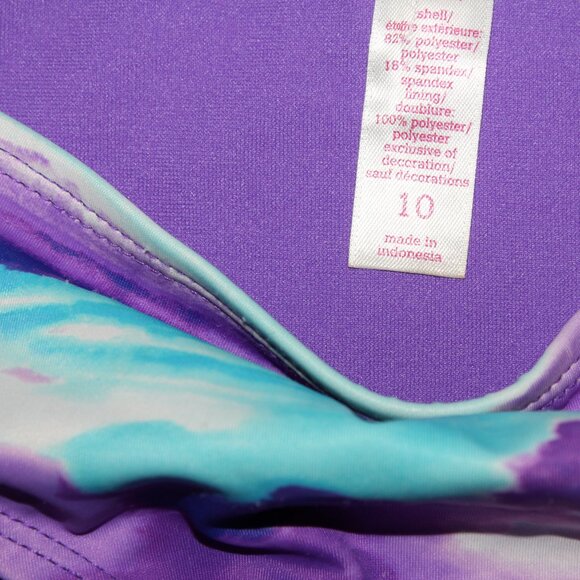 shell/
étoffe extérieure:
82% polyester/
polyester
18% spandex/
spandex
lining/
doublure:
100% polyester/
polyester
exclusive of
decoration/
sauf décorations
10
made in
indonesia